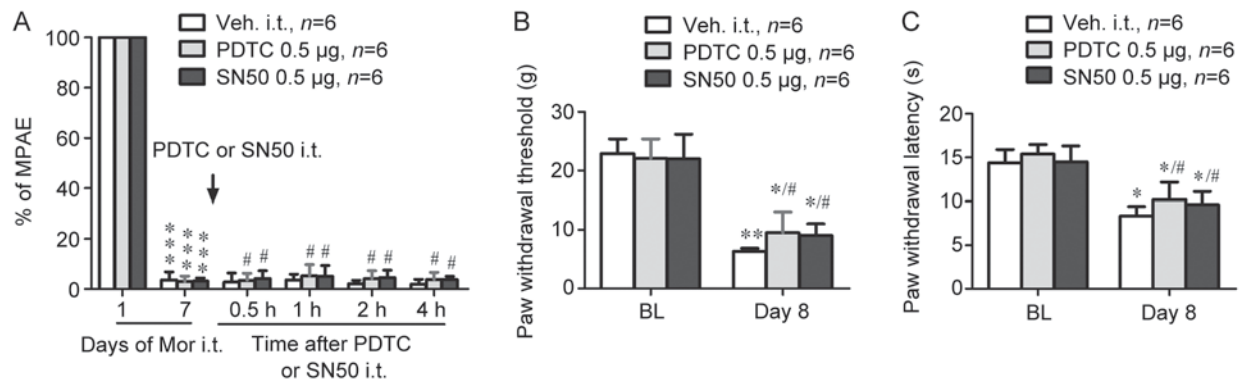 A
Veh. i.t., n=6
PDTC 0.5 µg, n=6
SN50 0.5 µg, n=6
% of MPAE
100
80
60
40
20
0
PDTC or SN50 i.t.
*** *** ***
# # # # # # # #
1 7 0.5 h 1 h 2 h 4 h
Days of Mor i.t. Time after PDTC
or SN50 i.t.
B
Veh. i.t., n=6
PDTC 0.5 µg, n=6
SN50 0.5 µg, n=6
Paw withdrawal threshold (g)
30
20
10
0
** */# */#
BL Day 8
C
Veh. i.t., n=6
PDTC 0.5 µg, n=6
SN50 0.5 µg, n=6
Paw withdrawal latency (s)
20
15
10
5
0
* */# */#
BL Day 8